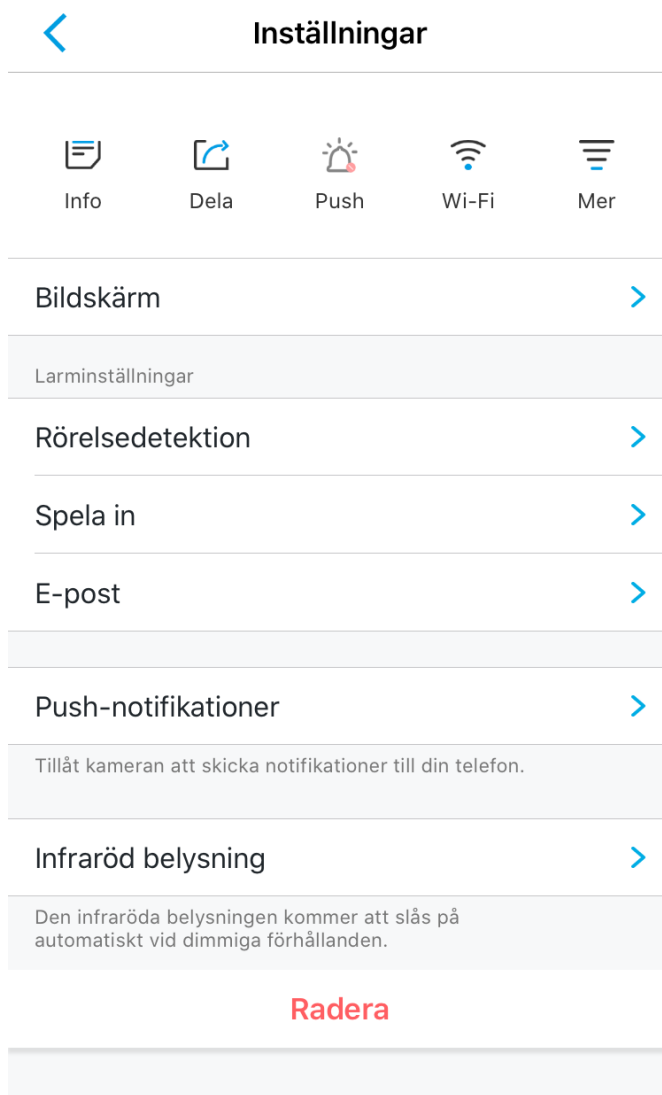 Inställningar
Info
Dela
Push
Wi-Fi
Mer
Bildskärm
Larminställningar
Rörelsedetektion
Spela in
E-post
Push-notifikationer
Tillåt kameran att skicka notifikationer till din telefon.
Infraröd belysning
Den infraröda belysningen kommer att slås på
automatiskt vid dimmiga förhållanden.
Radera